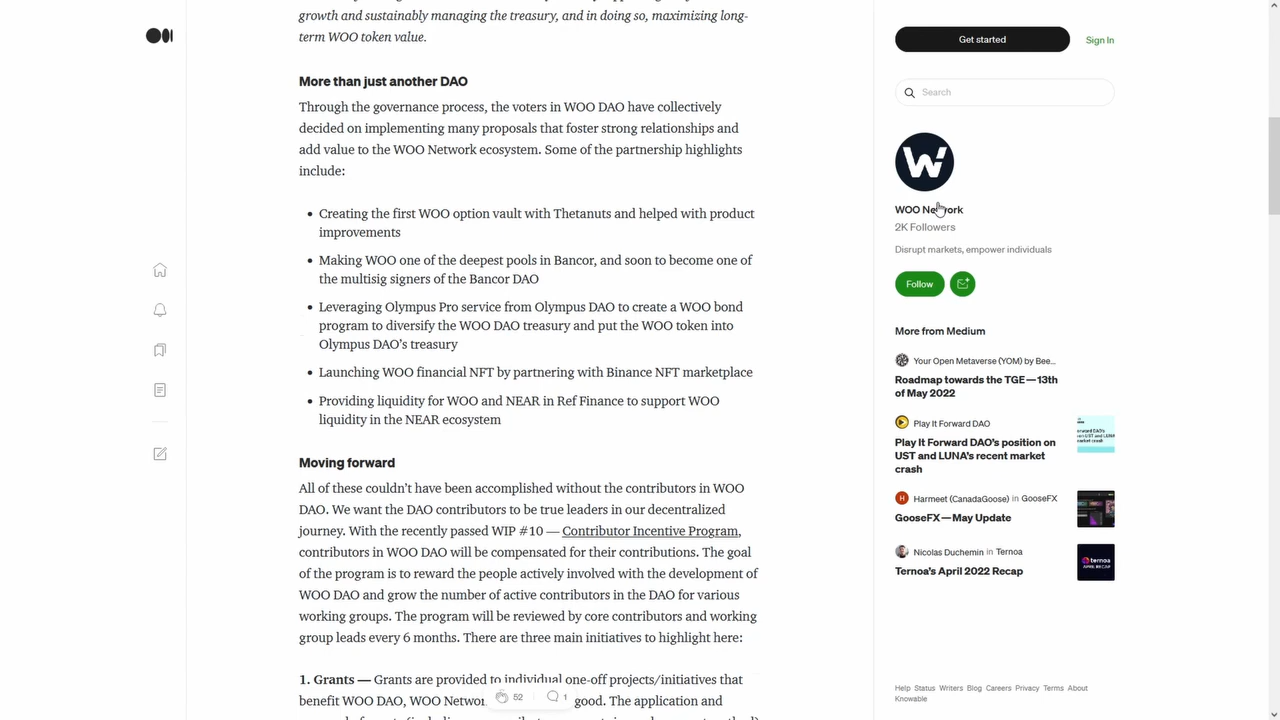 growth and sustainably managing the treasury, and in doing so, maximizing long-
term WOO token value.
More than just another DAO
Through the governance process, the voters in WOO DAO have collectively
decided on implementing many proposals that foster strong relationships and
add value to the WOO Network ecosystem. Some of the partnership highlights
include:
• Creating the first WOO option vault with Thetanuts and helped with product
improvements
• Making WOO one of the deepest pools in Bancor, and soon to become one of
the multisig signers of the Bancor DAO
• Leveraging Olympus Pro service from Olympus DAO to create a WOO bond
program to diversify the WOO DAO treasury and put the WOO token into
Olympus DAO's treasury
• Launching WOO financial NFT by partnering with Binance NFT marketplace
• Providing liquidity for WOO and NEAR in Ref Finance to support WOO
liquidity in the NEAR ecosystem
Moving forward
All of these couldn't have been accomplished without the contributors in WOO
DAO. We want the DAO contributors to be true leaders in our decentralized
journey. With the recently passed WIP #10 — Contributor Incentive Program,
contributors in WOO DAO will be compensated for their contributions. The goal
of the program is to reward the people actively involved with the development of
WOO DAO and grow the number of active contributors in the DAO for various
working groups. The program will be reviewed by core contributors and working
group leads every 6 months. There are three main initiatives to highlight here:
1. Grants — Grants are provided to individual one-off projects/initiatives that
benefit WOO DAO, WOO Networ good. The application and
52
1
Get started
Sign In
Search
W
WOO Network
2K Followers
Disrupt markets, empower individuals
Follow
More from Medium
Your Open Metaverse (YOM) by Bee...
Roadmap towards the TGE — 13th
of May 2022
Play It Forward DAO
Play It Forward DAO's position on
UST and LUNA's recent market
crash
H
Harmeet (CanadaGoose) in GooseFX
GooseFX — May Update
Nicolas Duchemin in Ternoa
Ternoa's April 2022 Recap
ternoa
APRIL RECAP
Help Status Writers Blog Careers Privacy Terms About
Knowable